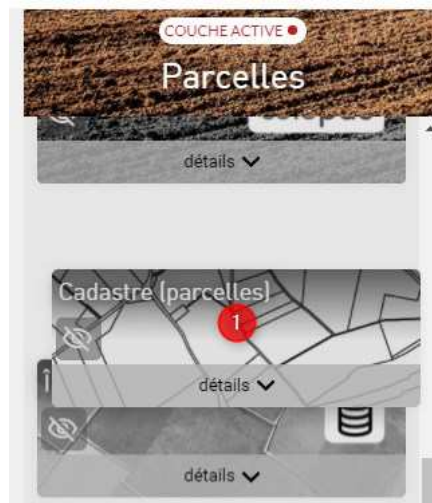 COUCHE ACTIVE
Parcelles
détails
Cadastre (parcelles)
1
détails
Î
détails